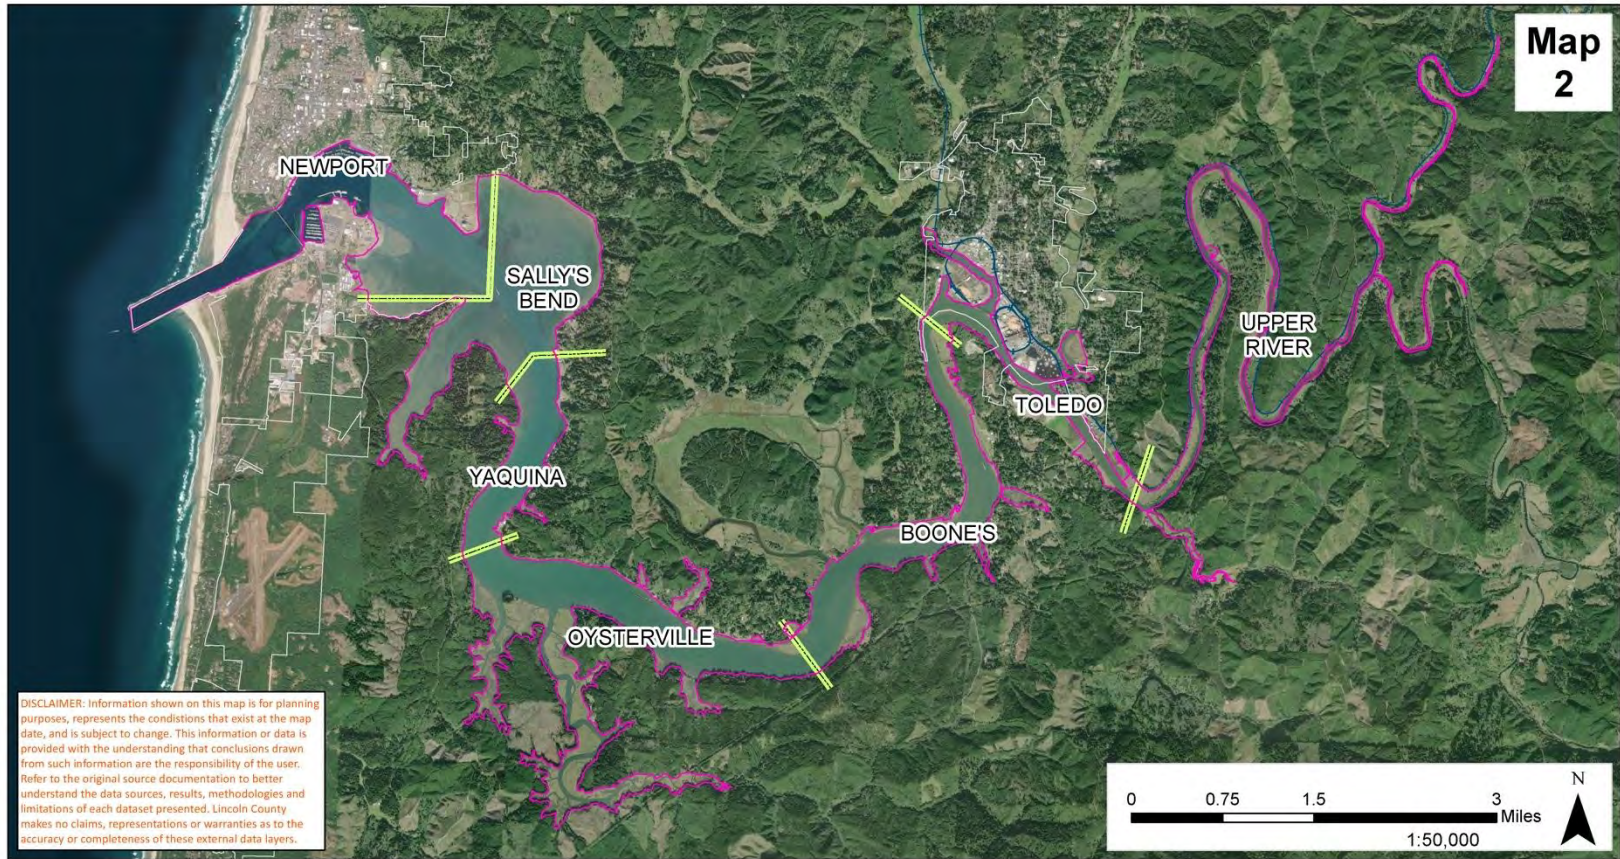 Map
2
NEWPORT
SALLY'S
BEND
UPPER
RIVER
TOLEDO
YAQUINA
BOONE'S
OYSTERVILLE
DISCLAIMER: Information shown on this map is for planning
purposes, represents the condistions that exist at the map
date, and is subject to change. This information or data is
provided with the understanding that conclusions drawn
from such information are the responsibility of the user.
Refer to the original source documentation to better
understand the data sources, results, methodologies and
limitations of each dataset presented. Lincoln County
makes no claims, representations or warranties as to the
accuracy or completeness of these external data layers.
N
0 0.75 1.5 3
Miles
1:50,000